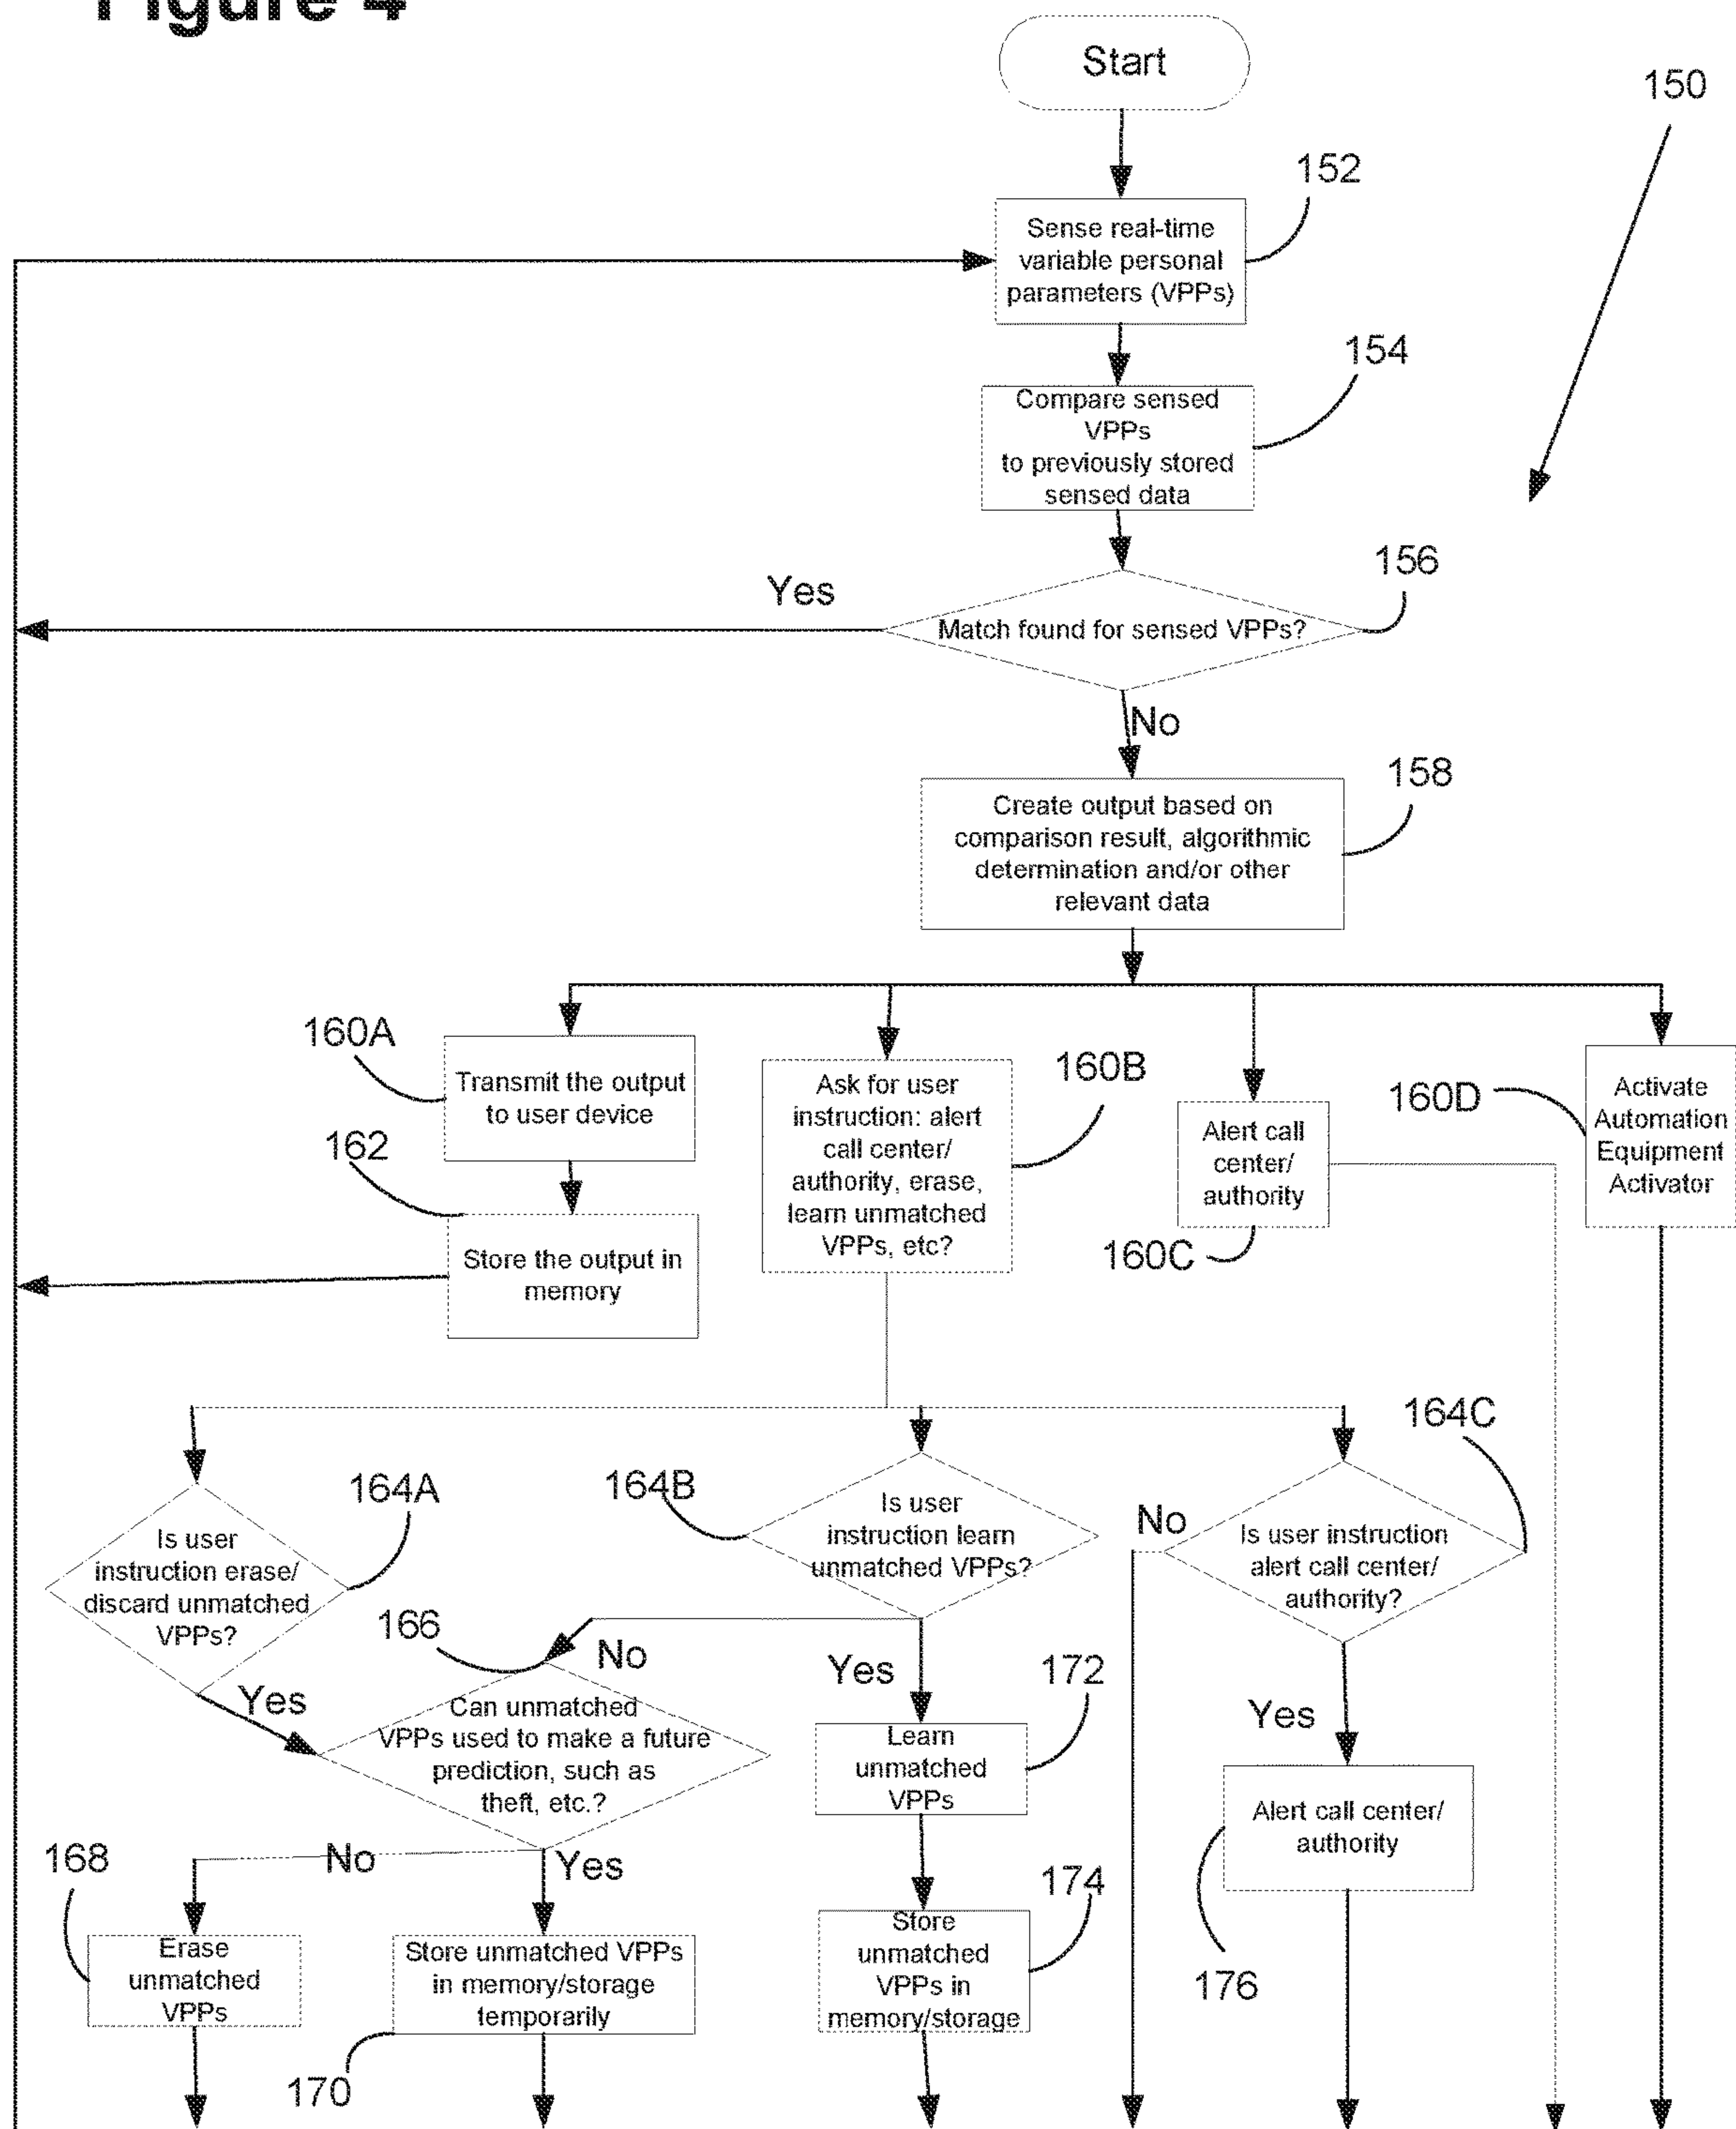 Figure 4
Start
150
152
Sense real-time
variable personal
parameters (VPPs)
154
Compare sensed
VPPs
to previously stored
sensed data
156
Yes
Match found for sensed VPPs?
No
158
Create output based on
comparison result, algorithmic
determination and/or other
relevant data
160A
Transmit the output
to user device
162
Store the output in
memory
160B
Ask for user
instruction: alert
call center/
authority, erase,
learn unmatched
VPPs, etc?
160C
Alert call
center/
authority
160D
Activate
Automation
Equipment
Activator
164A
Is user
instruction erase/
discard unmatched
VPPs?
Yes
164B
Is user
instruction learn
unmatched VPPs?
No
Yes
164C
Is user instruction
alert call center/
authority?
No
Yes
166
Can unmatched
VPPs used to make a future
prediction, such as
theft, etc.?
No
Yes
172
Learn
unmatched
VPPs
Alert call center/
authority
176
168
Erase
unmatched
VPPs
Store unmatched VPPs
in memory/storage
temporarily
170
174
Store
unmatched
VPPs in
memory/storage